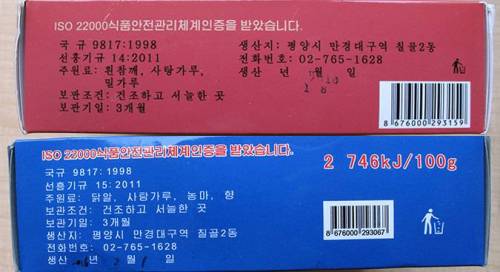 ISO 22000식품안전관리체계인증을 받았습니다.
국 규 9817:1998
선흥기규 14:2011
주원료: 흰참깨, 사탕가루,
밀가루
보관조건: 건조하고 서늘한 곳
보관기일: 3개월
생산지: 평양시 만경대구역 칠골2동
전화번호: 02-765-1628
생산 년 월 일
8 676000 293159
ISO 22000식품안전관리체계인증을 받았습니다.
2 746kJ/100g
국규 9817:1998
선흥기규 15:2011
주원료: 닭알, 사탕가루, 농마, 향
보관조건: 건조하고 서늘한 곳
보관기일: 3개월
생산지: 평양시 만경대구역 칠골2동
전화번호: 02-765-1628
생산 년 2 월 1
8 676000 293067